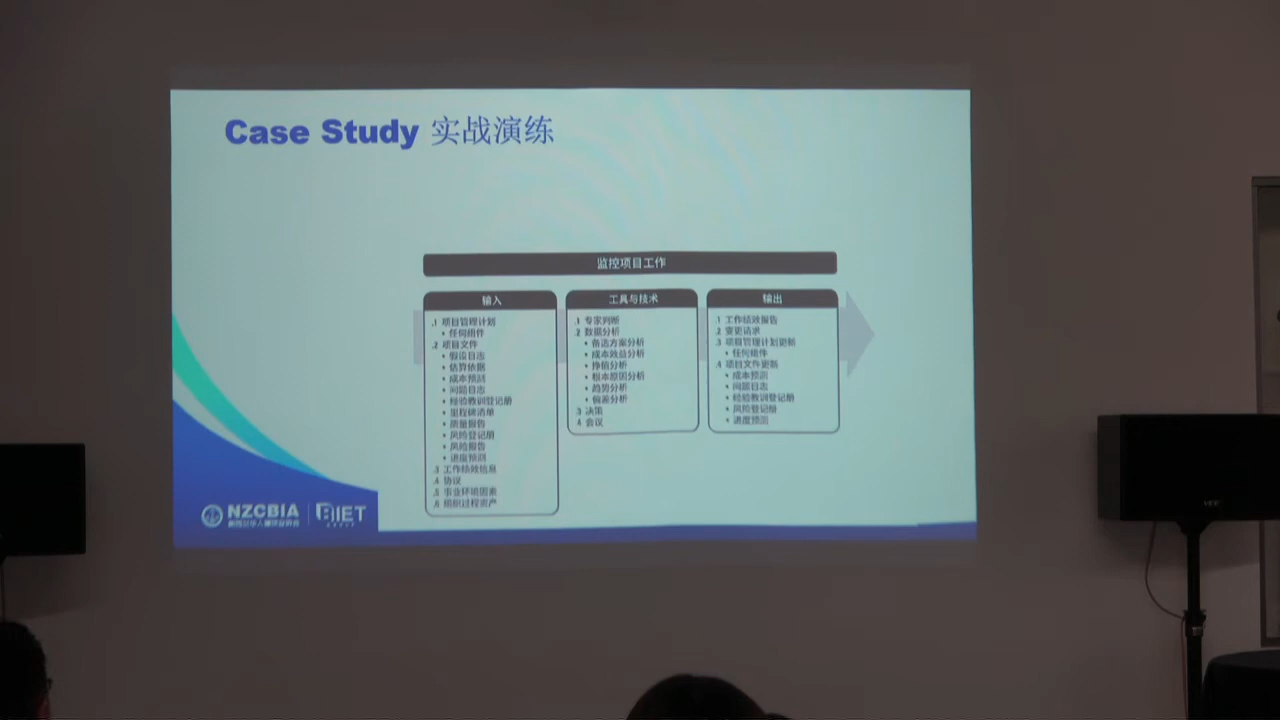 Case Study 实战演练
监控项目工作
输入
.1 项目管理计划
• 任何组件
.2 项目文件
• 假设日志
• 估算依据
• 成本预测
• 问题日志
• 经验教训登记册
• 里程碑清单
• 质量报告
• 风险登记册
• 风险报告
• 进度预测
.3 工作绩效信息
.4 协议
.5 事业环境因素
.6 组织过程资产
工具与技术
.1 专家判断
.2 数据分析
• 备选方案分析
• 成本效益分析
• 挣值分析
• 根本原因分析
• 趋势分析
• 偏差分析
.3 决策
.4 会议
输出
.1 工作绩效报告
.2 变更请求
.3 项目管理计划更新
• 任何组件
.4 项目文件更新
• 成本预测
• 问题日志
• 经验教训登记册
• 风险登记册
• 进度预测
NZCBIA
BIET